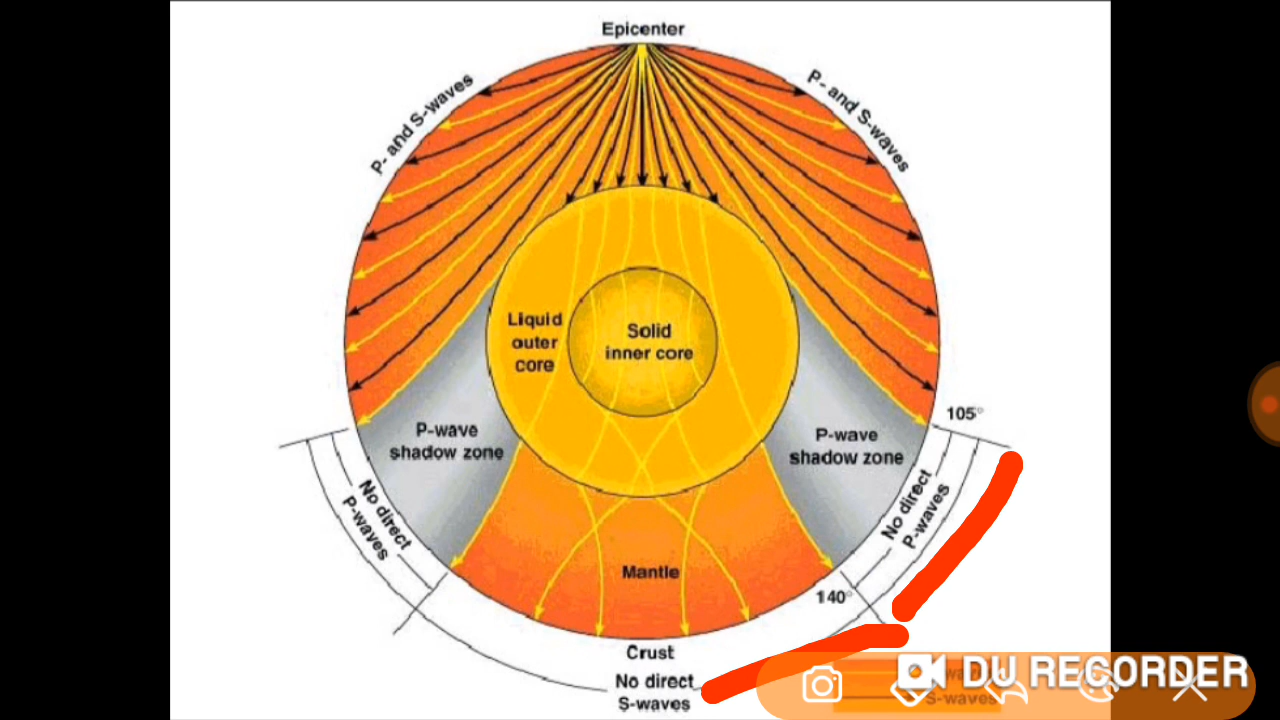 Epicenter
P- and S-waves
P- and S-waves
Liquid
outer
core
Solid
inner core
105°
P-wave
shadow zone
P-wave
shadow zone
No direct
P-waves
No direct
P-waves
Mantle
140°
Crust
No direct
S-waves
DU RECORDER
S-waves